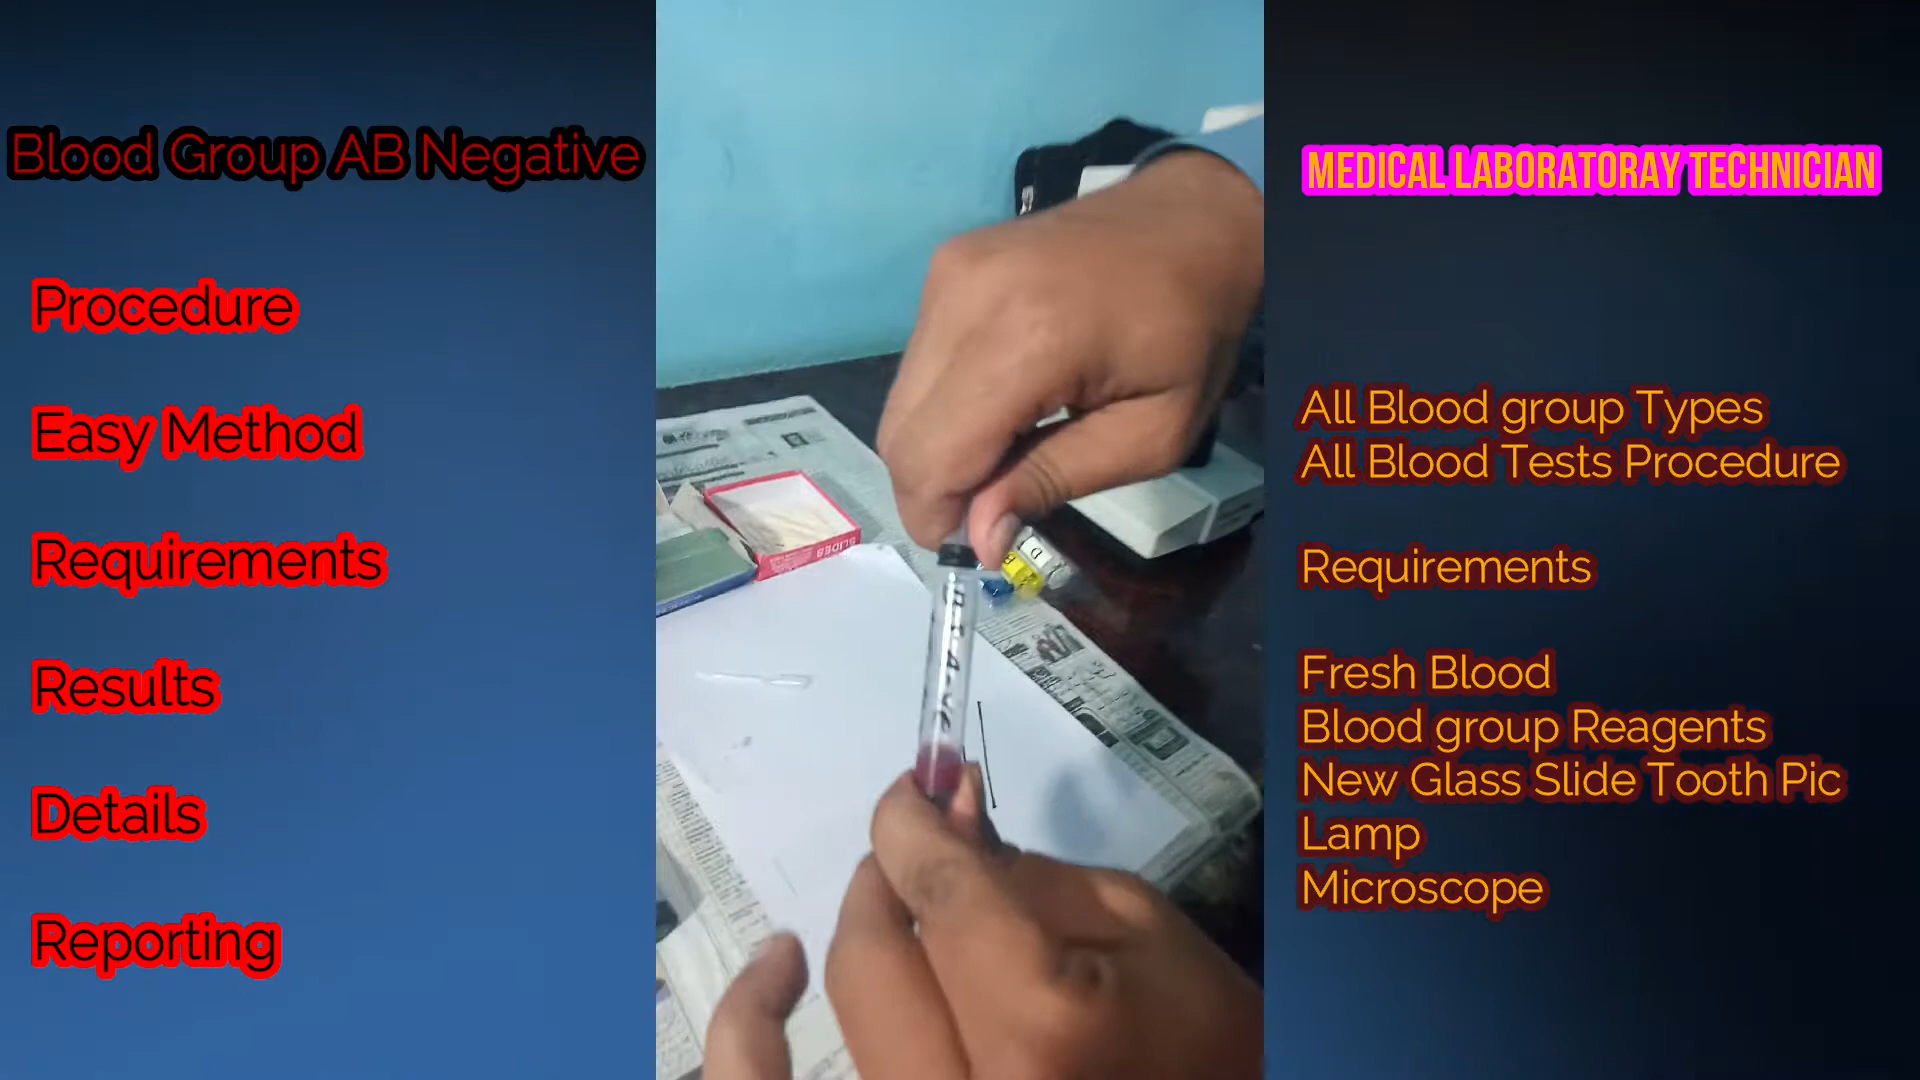 Blood Group AB Negative
Procedure
Easy Method
Requirements
Results
Details
Reporting
SLIDES
B
D
MEDICAL LABORATORAY TECHNICIAN
All Blood group Types
All Blood Tests Procedure
Requirements
Fresh Blood
Blood group Reagents
New Glass Slide Tooth Pic
Lamp
Microscope